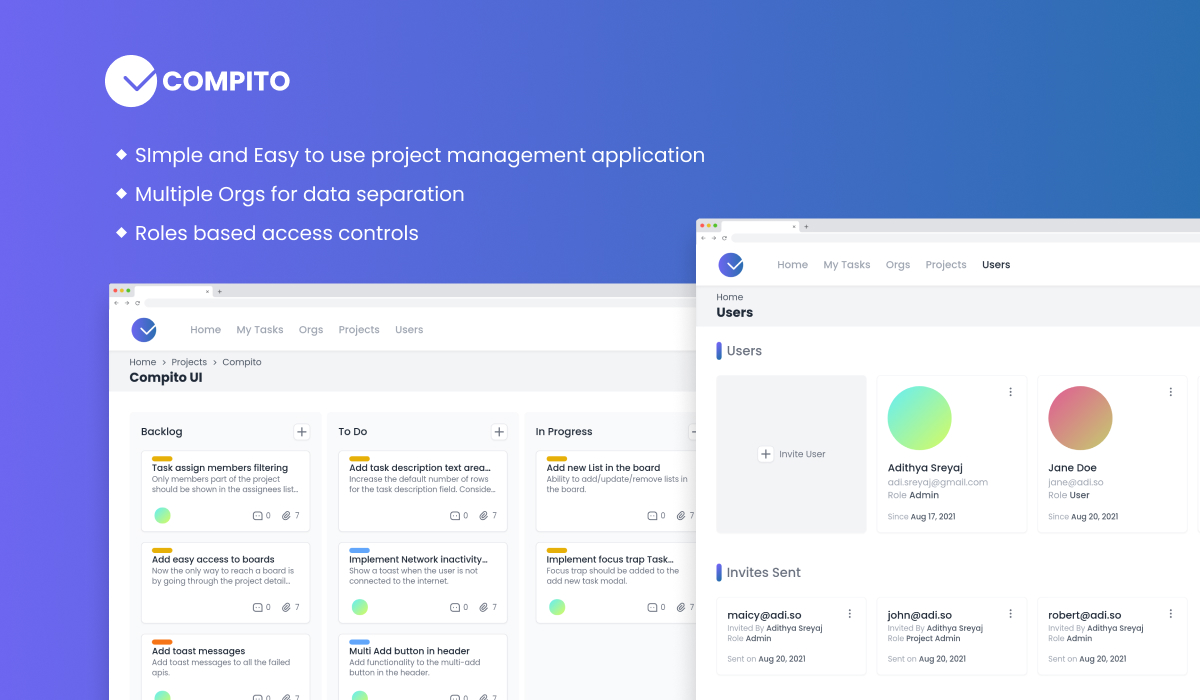 COMPITO
SImple and Easy to use project management application
Multiple Orgs for data separation
Roles based access controls
Home My Tasks Orgs Projects Users
Home > Projects > Compito
Compito UI
Backlog
Task assign members filtering
Only members part of the project
should be shown in the assignees list...
0 7
Add easy access to boards
Now the only way to reach a board is
by going through the project detail...
0 7
Add toast messages
Add toast messages to all the failed
apis.
0 7
To Do
Add task description text area...
Increase the default number of rows
for the task description field. Conside...
0 7
Implement Network inactivity...
Show a toast when the user is not
connected to the internet.
0 7
Multi Add button in header
Add functionality to the multi-add
button in the header.
0 7
In Progress
Add new List in the board
Ability to add/update/remove lists in
the board.
0 7
Implement focus trap Task...
Focus trap should be added to the
add new task modal.
0 7
Home My Tasks Orgs Projects Users
Home
Users
Users
Invite User
Adithya Sreyaj
adi.sreyaj@gmail.com
Role Admin
Since Aug 17, 2021
Jane Doe
jane@adi.so
Role User
Since Aug 20, 2021
Invites Sent
maicy@adi.so
Invited By Adithya Sreyaj
Role Admin
Sent on Aug 20, 2021
john@adi.so
Invited By Adithya Sreyaj
Role Project Admin
Sent on Aug 20, 2021
robert@adi.so
Invited By Adithya Sreyaj
Role Admin
Sent on Aug 20, 2021